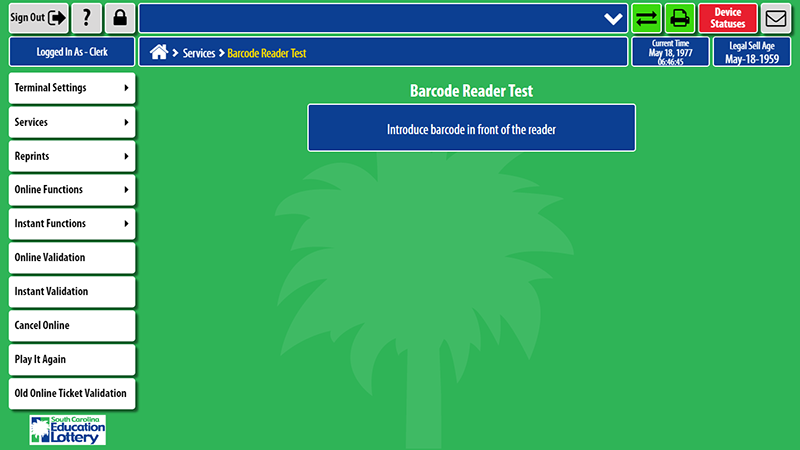 Sign Out
?
Device
Statuses
Logged In As - Clerk
Services
Barcode Reader Test
Current Time
May 18, 1977
06:46:45
Legal Sell Age
May-18-1959
Terminal Settings
Services
Reprints
Online Functions
Instant Functions
Online Validation
Instant Validation
Cancel Online
Play It Again
Old Online Ticket Validation
Barcode Reader Test
Introduce barcode in front of the reader
South Carolina
Education
Lottery